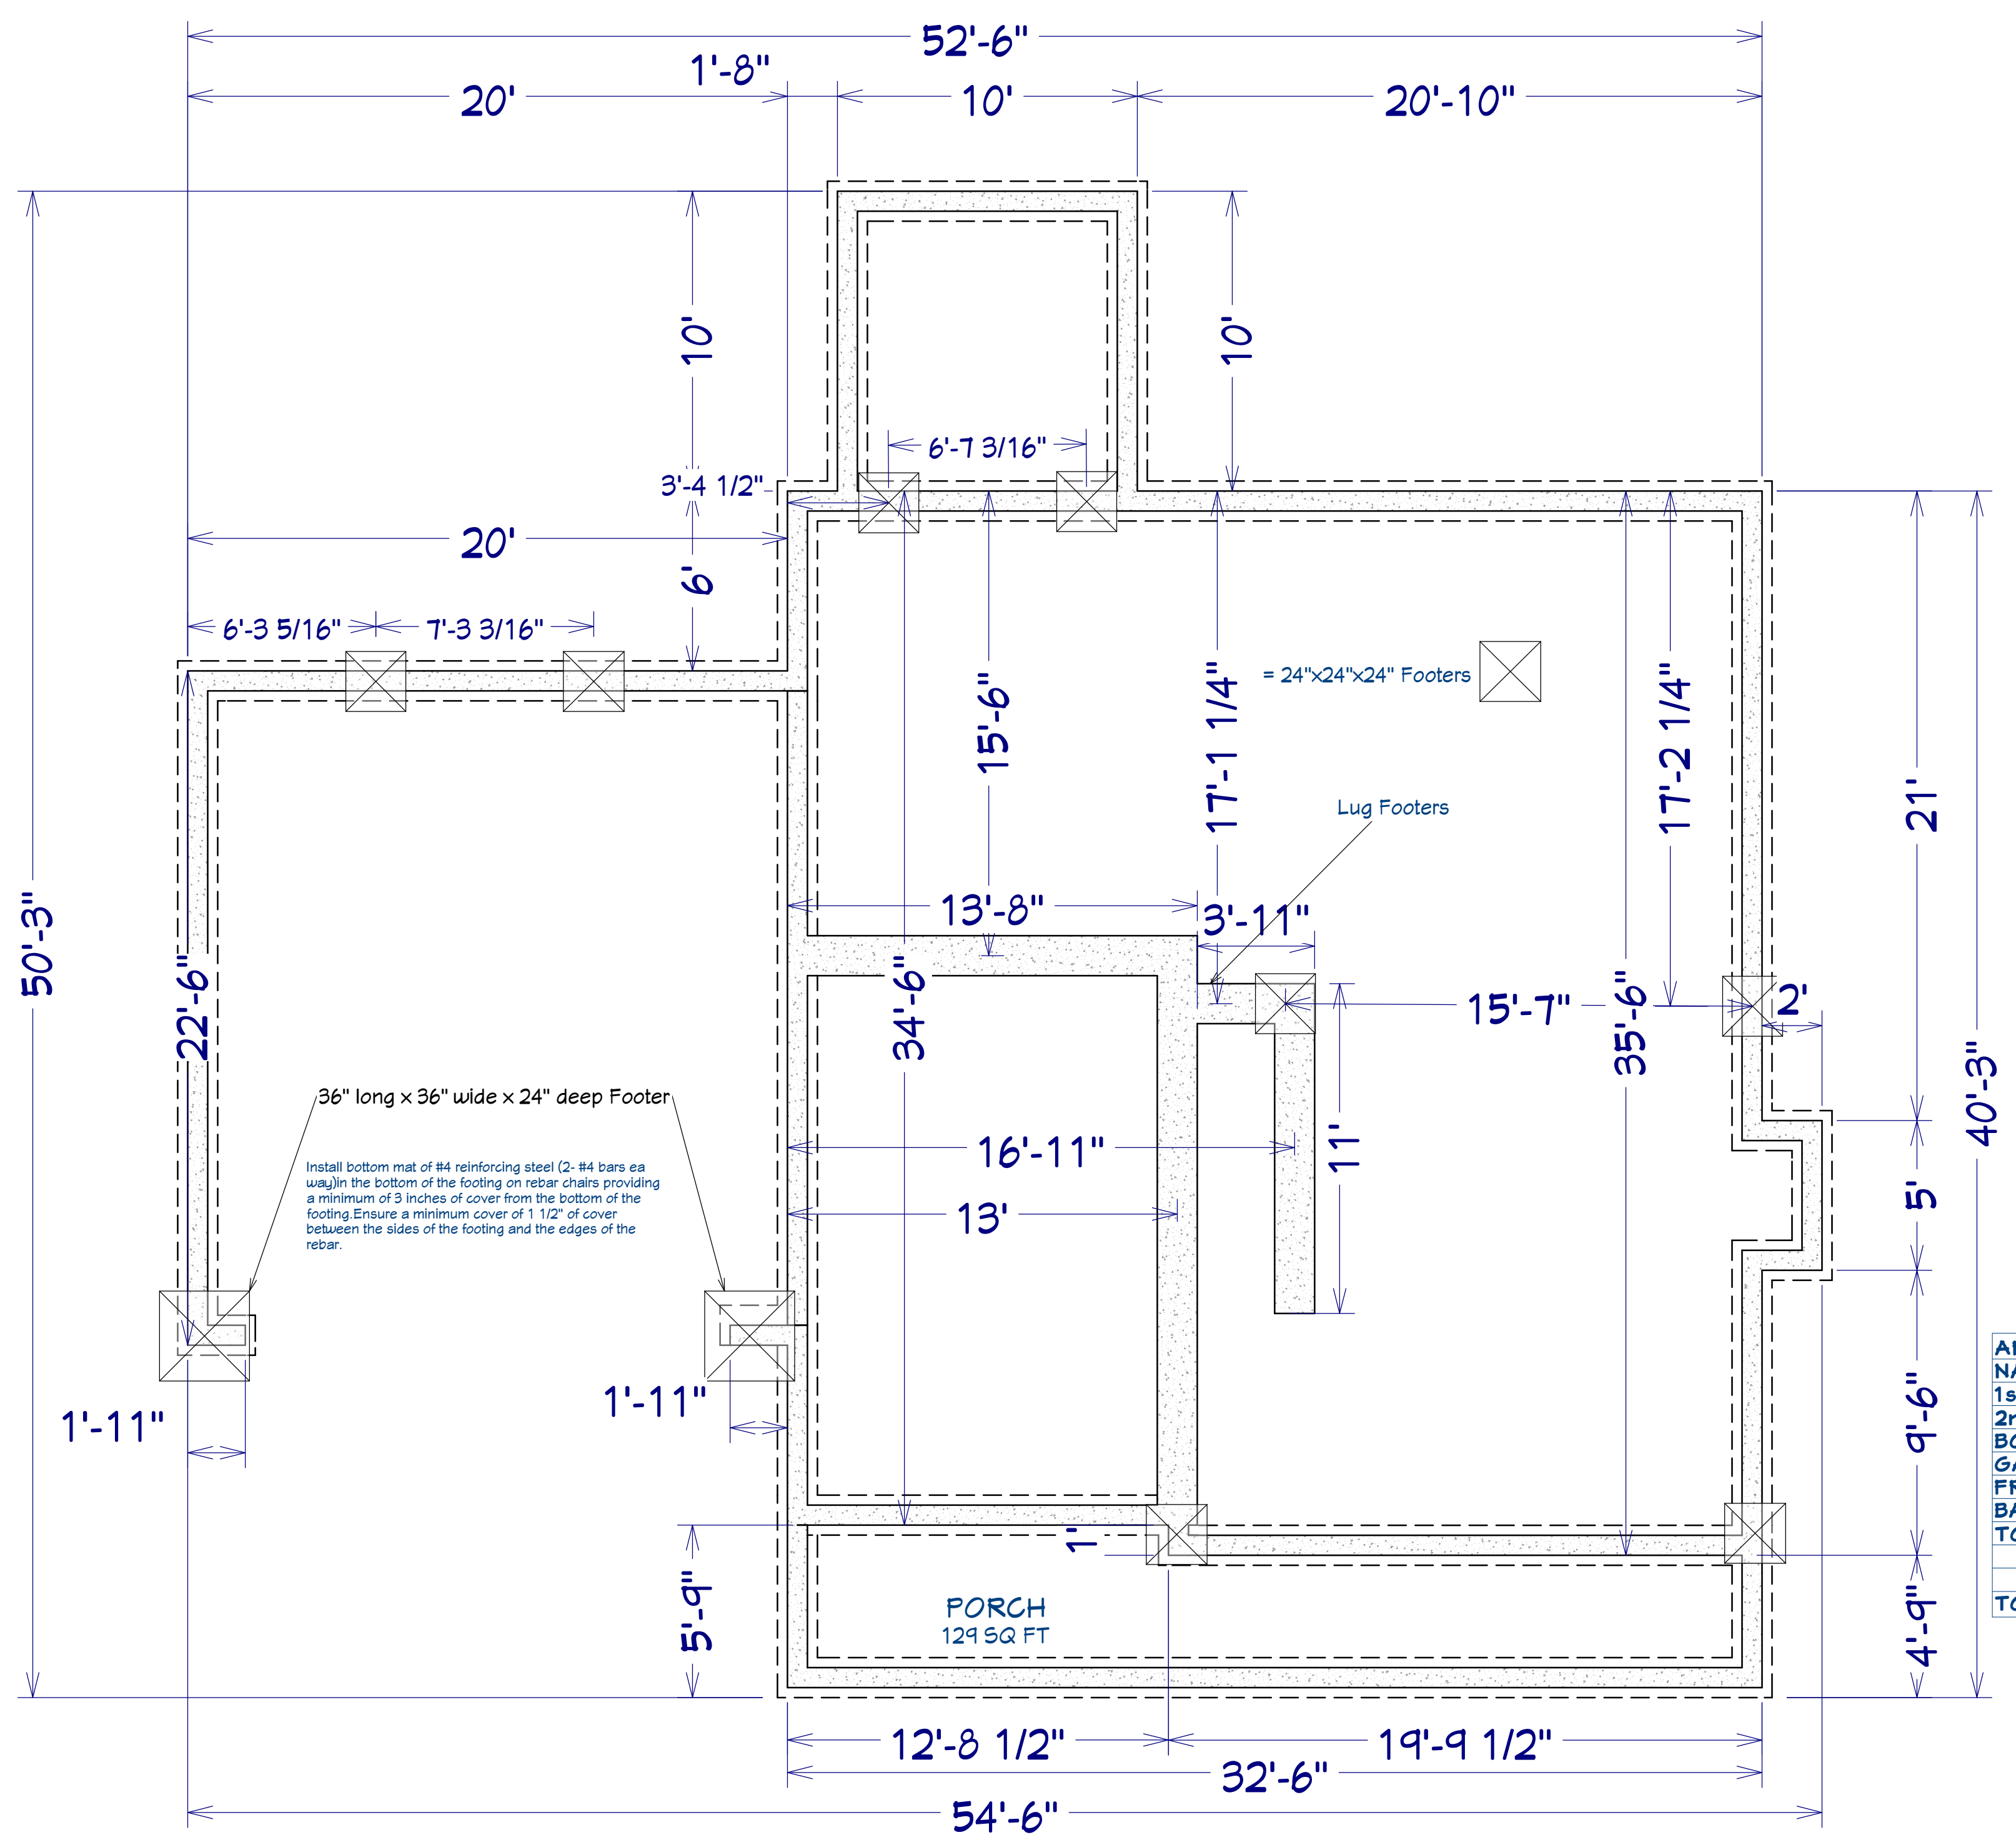 52'-6"
1'-8"
20'
10'
20'-10"
10'
10'
6'-7 3/16"
3'-4 1/2"
20'
6'
6'-3 5/16"
7'-3 3/16"
= 24"x24"x24" Footers
15'-6"
17'-1 1/4"
17'-2 1/4"
21'
Lug Footers
13'-8"
3'-11"
50'-3"
22'-6"
34'-6"
15'-7"
35'-6"
2'
40'-3"
36" long x 36" wide x 24" deep Footer
16'-11"
11'
Install bottom mat of #4 reinforcing steel (2- #4 bars ea
way)in the bottom of the footing on rebar chairs providing
a minimum of 3 inches of cover from the bottom of the
footing.Ensure a minimum cover of 1 1/2" of cover
between the sides of the footing and the edges of the
rebar.
13'
5'
1'-11"
1'-11"
9'-6"
1'
5'-9"
PORCH
129 SQ FT
4'-9"
12'-8 1/2"
19'-9 1/2"
32'-6"
54'-6"
1s
2n
TO
TO